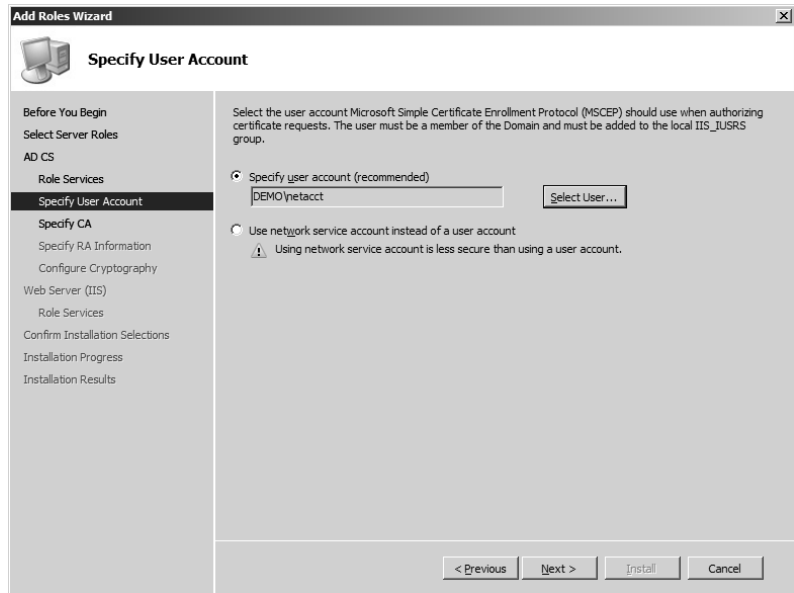 Add Roles Wizard
Specify User Account
Before You Begin
Select Server Roles
AD CS
Role Services
Specify User Account
Specify CA
Specify RA Information
Configure Cryptography
Web Server (IIS)
Role Services
Confirm Installation Selections
Installation Progress
Installation Results
Select the user account Microsoft Simple Certificate Enrollment Protocol (MSCEP) should use when authorizing
certificate requests. The user must be a member of the Domain and must be added to the local IIS_IUSRS
group.
Specify user account (recommended)
DEMO\netacct
Select User...
Use network service account instead of a user account
Using network service account is less secure than using a user account.
< Previous
Next >
Install
Cancel